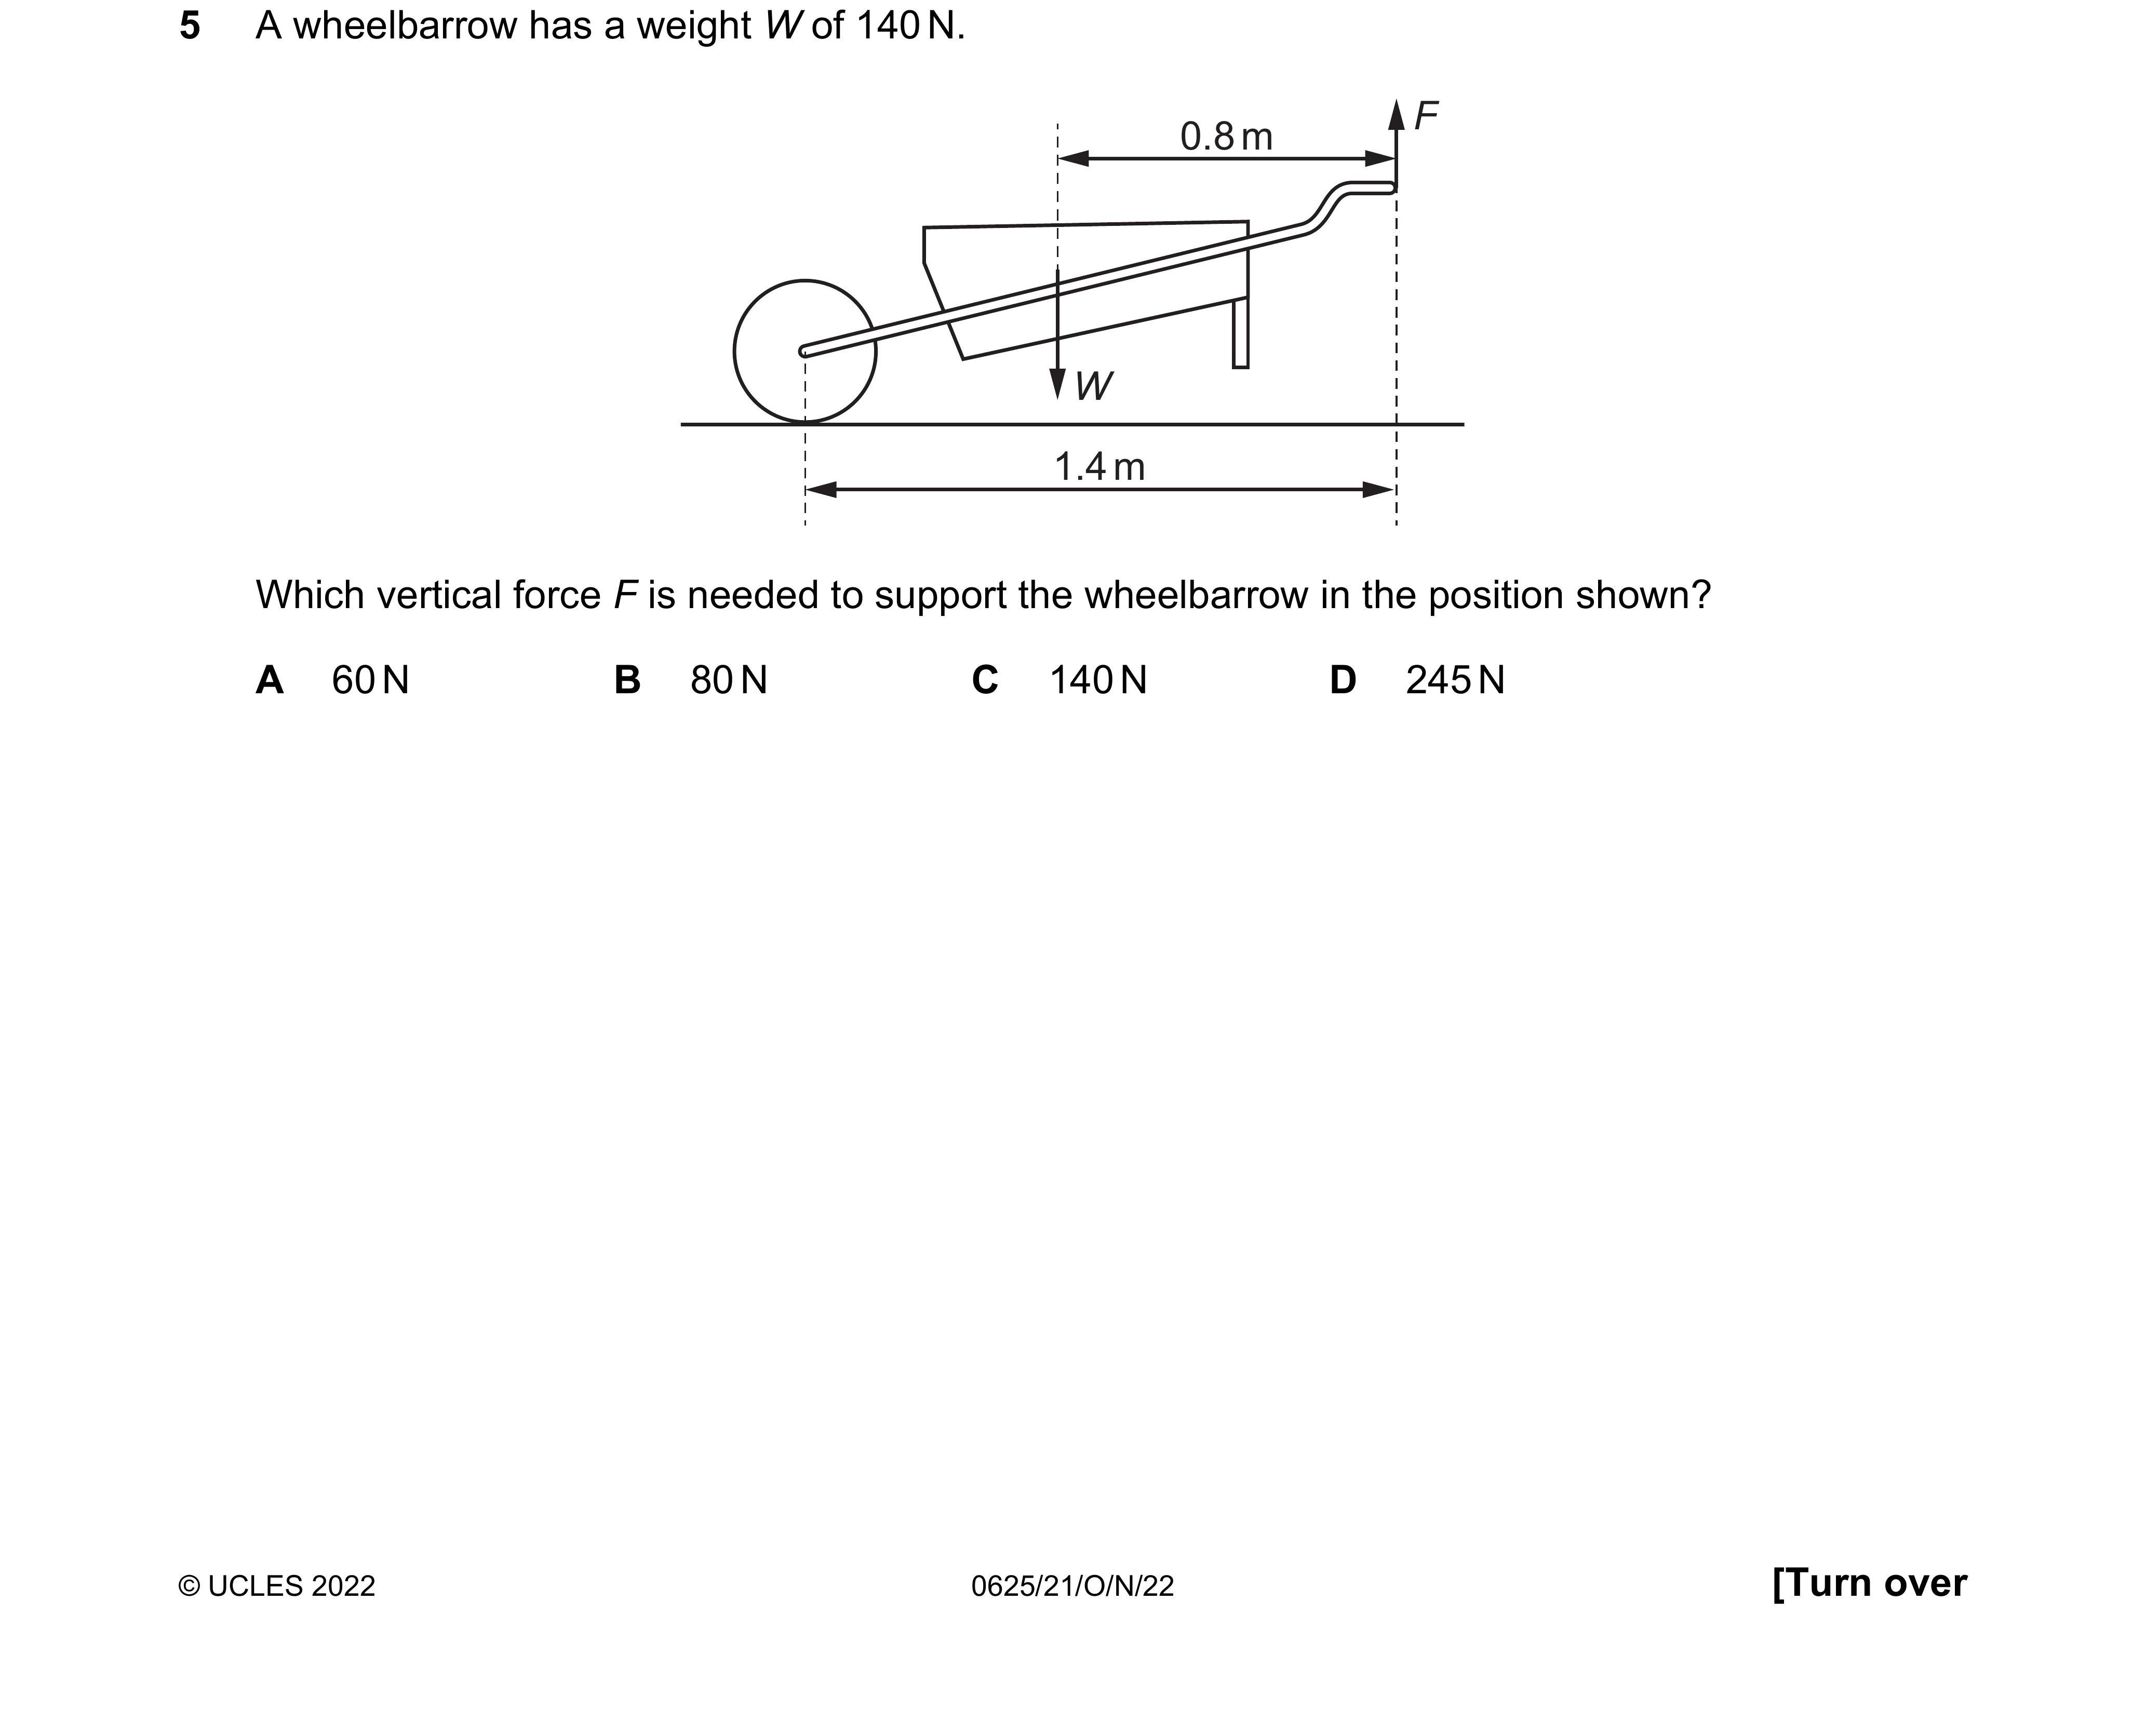 5 A wheelbarrow has a weight W of 140 N.
F
0.8 m
W
1.4 m
Which vertical force F is needed to support the wheelbarrow in the position shown?
A 60 N B 80 N C 140 N D 245 N
© UCLES 2022 0625/21/O/N/22 [Turn over